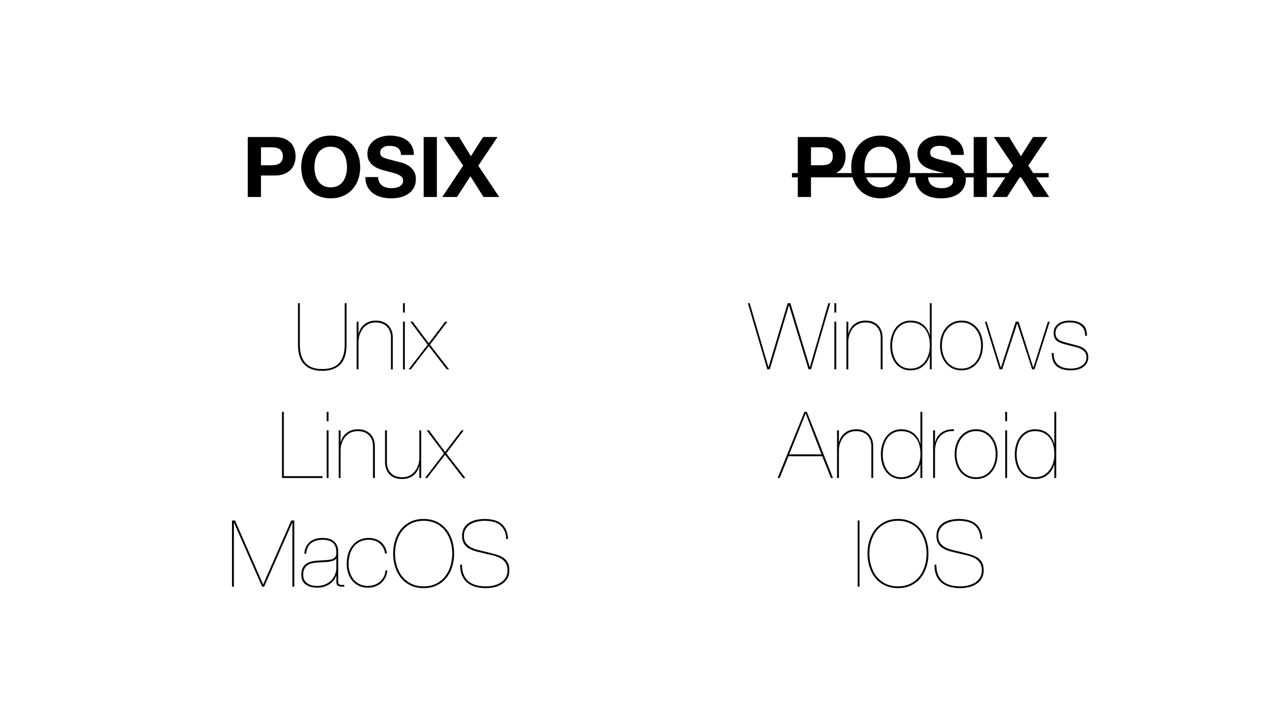 POSIX
Unix
Linux
MacOS
POSIX
Windows
Android
IOS